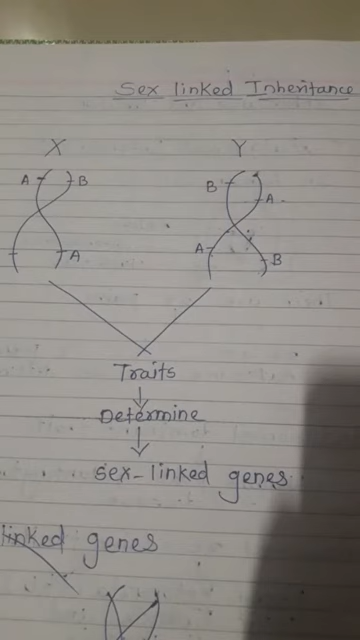 Sex linked Inheritance
X Y
A B B A
A A B
Traits
Determine
sex-linked genes
linked genes